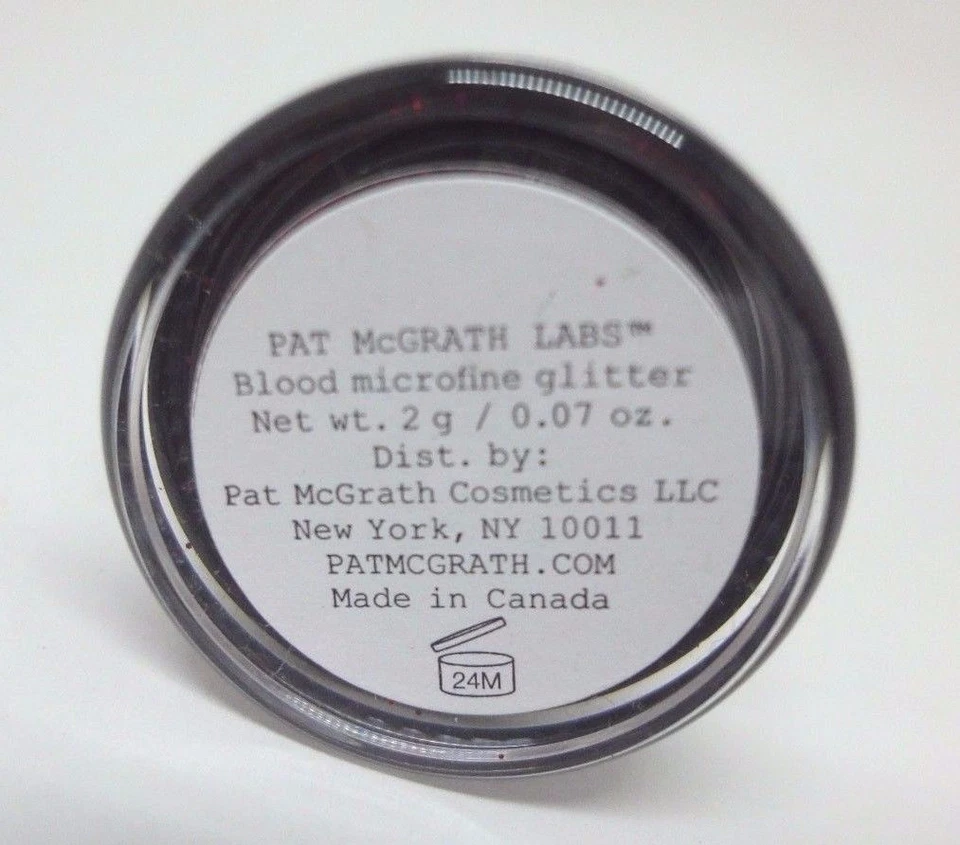 PAT McGRATH LABS™
Blood microfine glitter
Net wt. 2 g / 0.07 oz.
Dist. by:
Pat McGrath Cosmetics LLC
New York, NY 10011
PATMCGRATH.COM
Made in Canada
24M